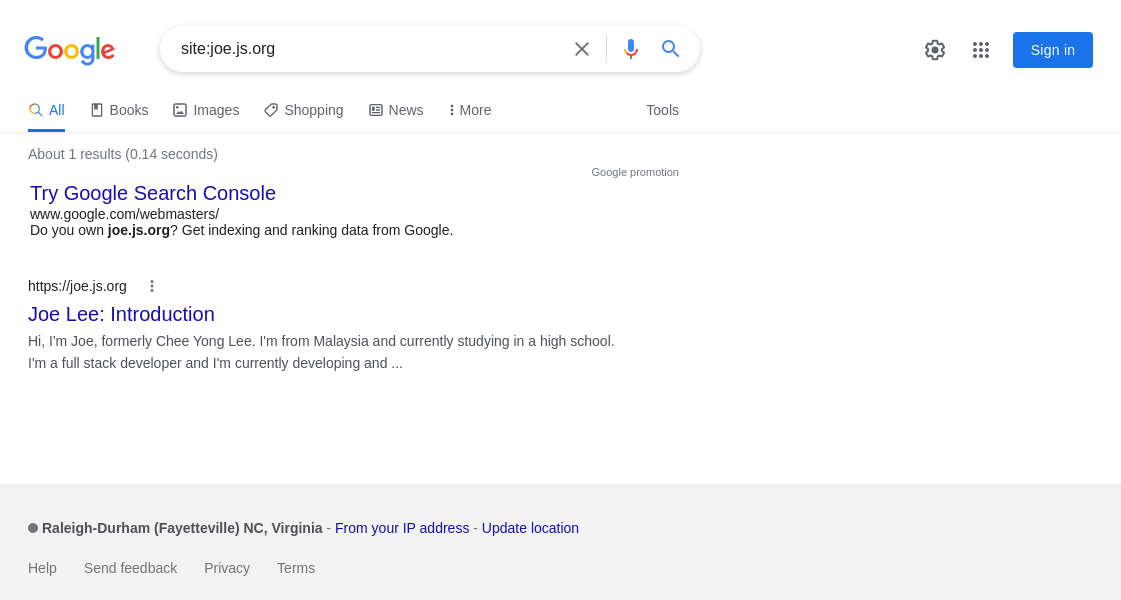 Google
site:joe.js.org
Sign in
All
Books
Images
Shopping
News
More
Tools
About 1 results (0.14 seconds)
Google promotion
Try Google Search Console
www.google.com/webmasters/
Do you own joe.js.org? Get indexing and ranking data from Google.
https://joe.js.org
Joe Lee: Introduction
Hi, I'm Joe, formerly Chee Yong Lee. I'm from Malaysia and currently studying in a high school.
I'm a full stack developer and I'm currently developing and ...
Raleigh-Durham (Fayetteville) NC, Virginia - From your IP address - Update location
Help
Send feedback
Privacy
Terms